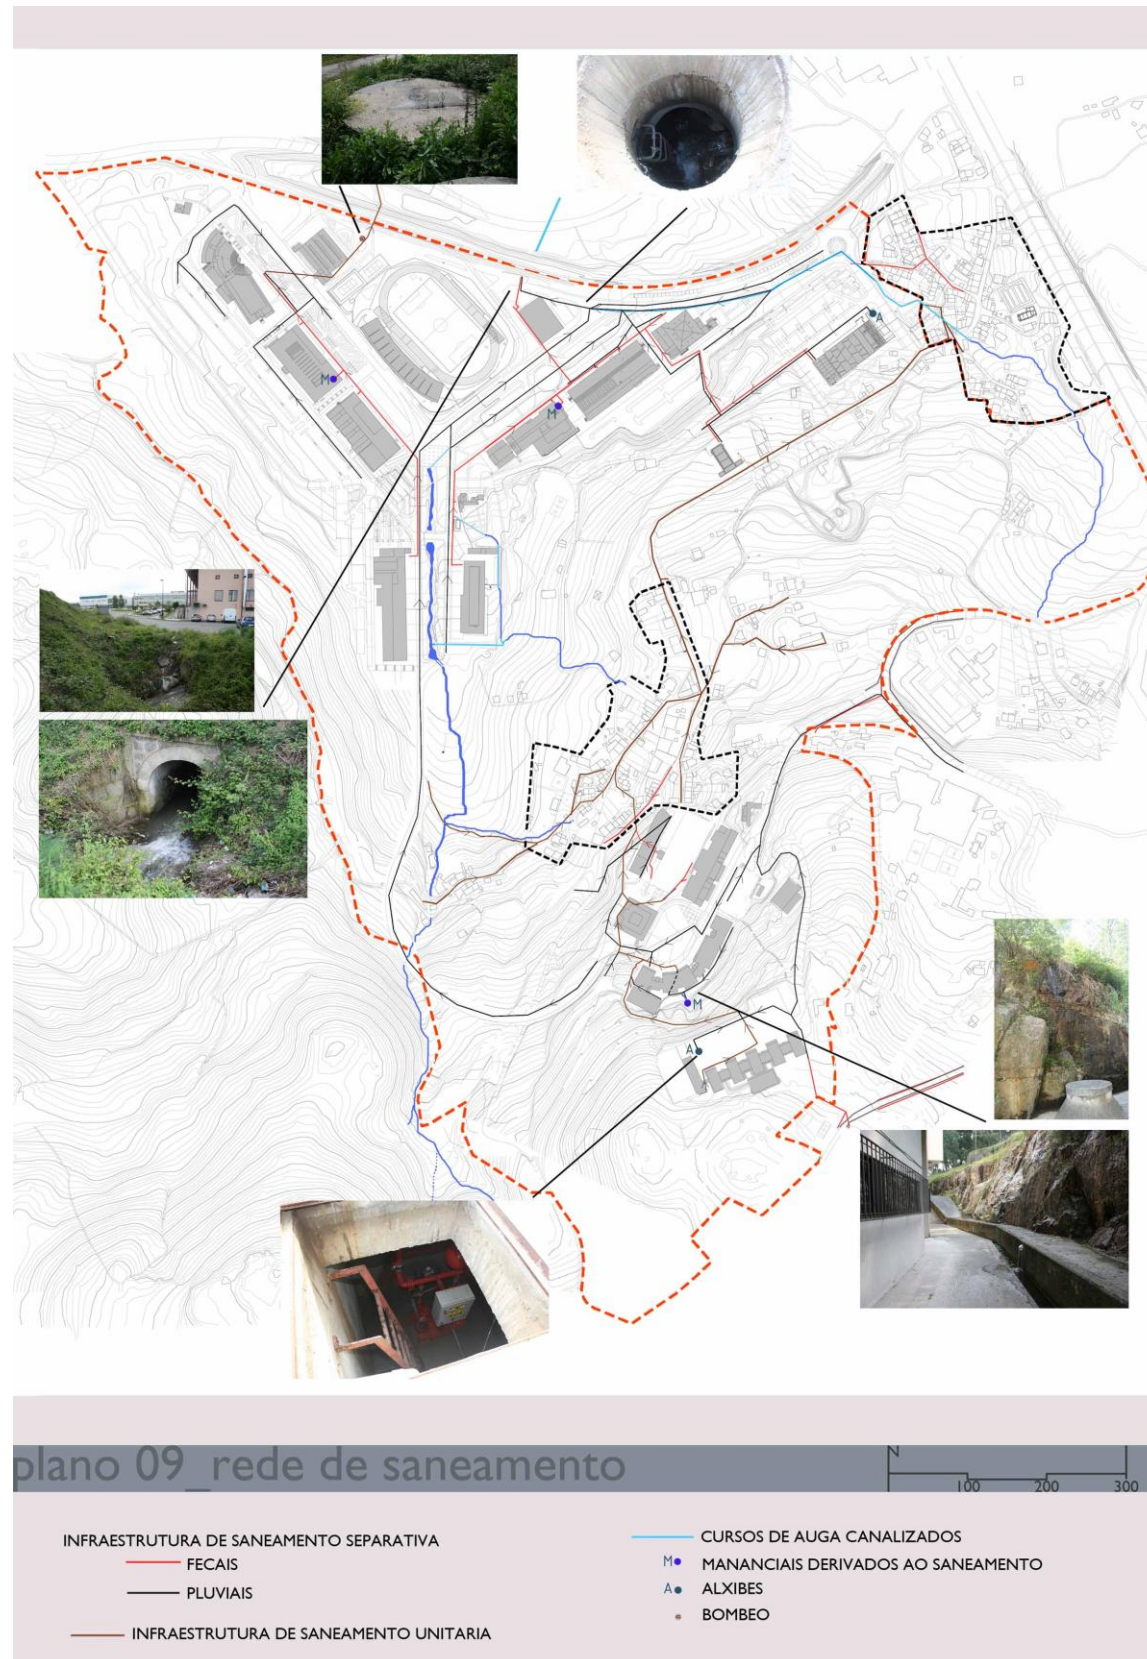 M
A
M
M
A
plano 09_rede de saneamento
N
100 200 300
INFRAESTRUTURA DE SANEAMENTO SEPARATIVA
FECAIS
PLUVIAIS
INFRAESTRUTURA DE SANEAMENTO UNITARIA
CURSOS DE AUGA CANALIZADOS
M MANANCIAIS DERIVADOS AO SANEAMENTO
A ALXIBES
BOMBEO